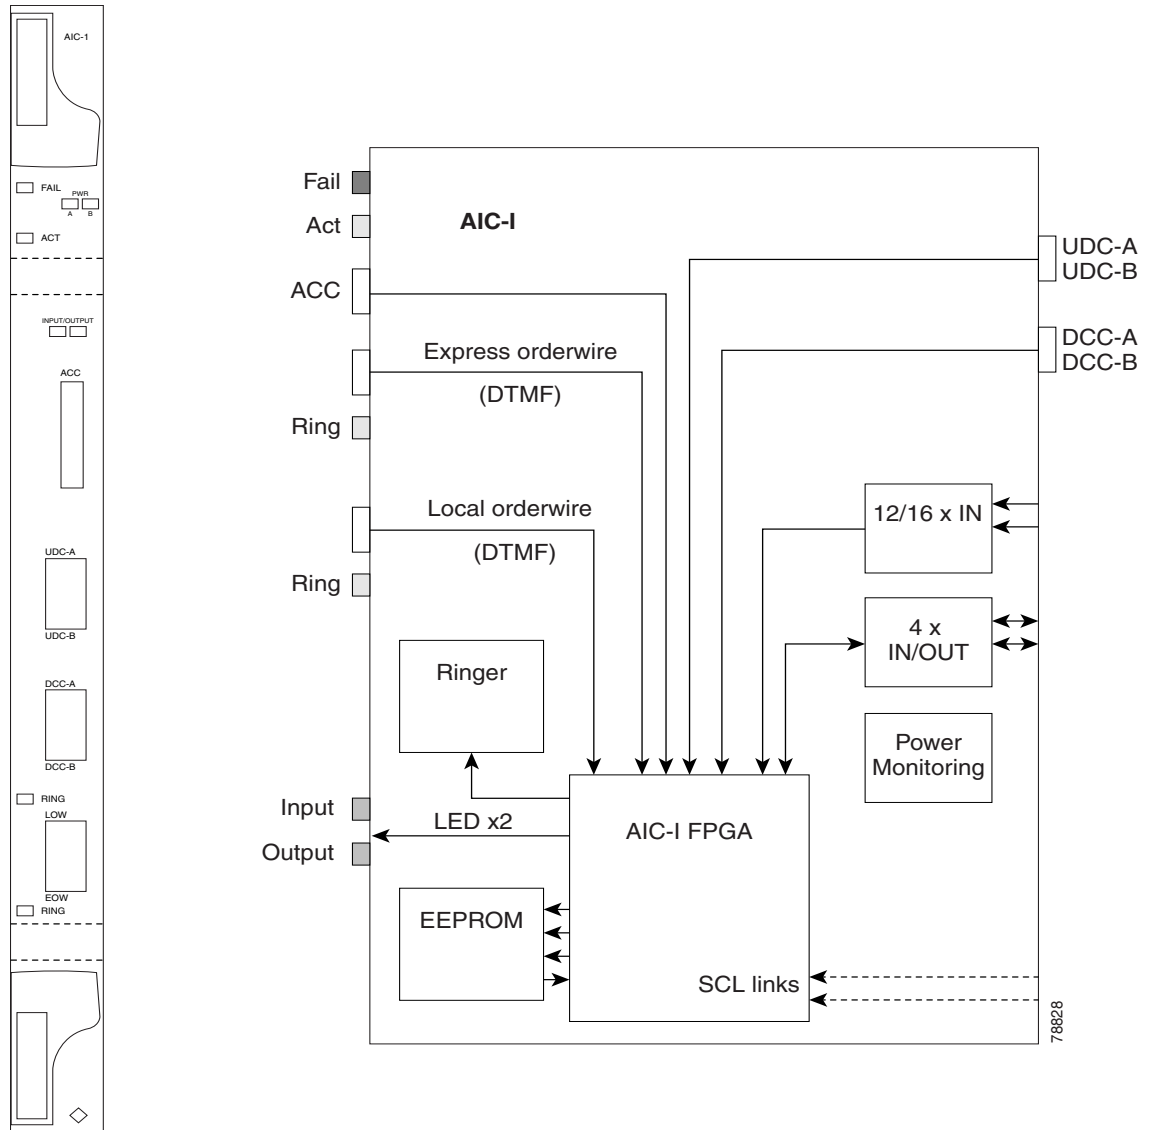 AIC-1
FAIL
PWR
A B
ACT
INPUT/OUTPUT
ACC
UDC-A
UDC-B
DCC-A
DCC-B
RING
LOW
EOW
RING
Fail
Act
AIC-I
ACC
Express orderwire
(DTMF)
Ring
Local orderwire
(DTMF)
Ring
UDC-A
UDC-B
DCC-A
DCC-B
12/16 x IN
4 x
IN/OUT
Ringer
Power
Monitoring
Input
LED x2
Output
AIC-I FPGA
EEPROM
SCL links
78828